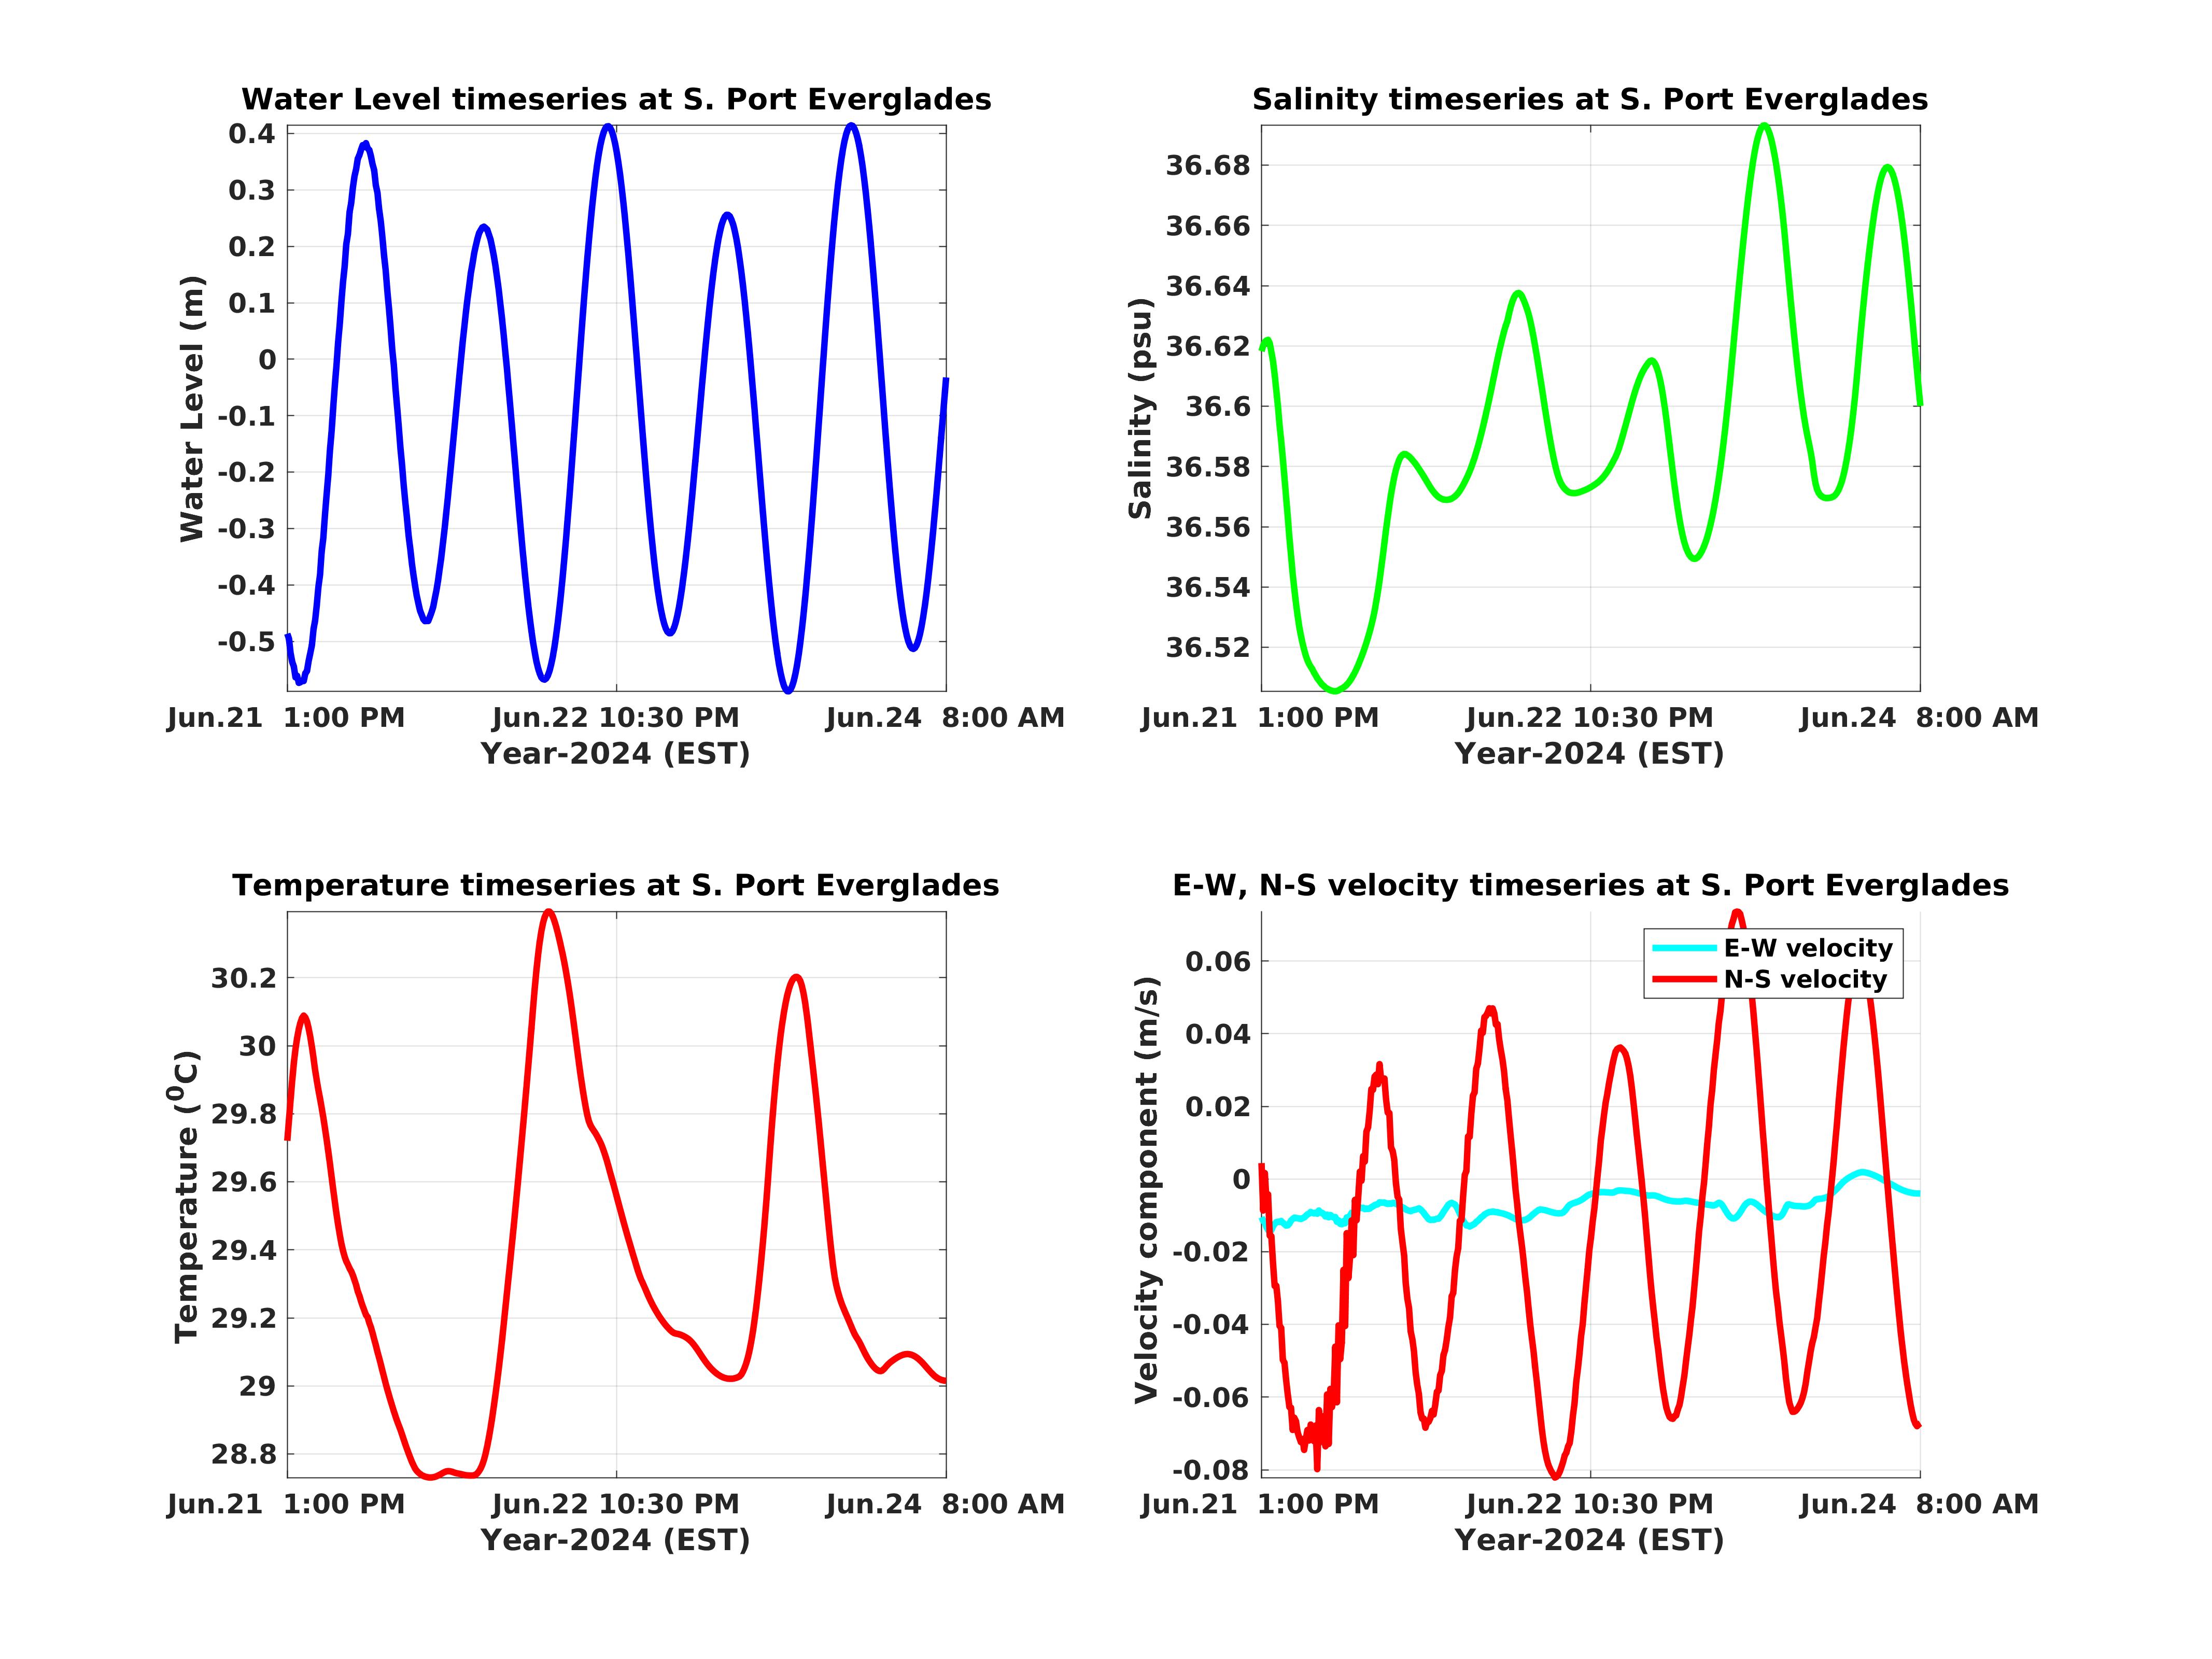 Water Level timeseries at S. Port Everglades
0.4
0.3
0.2
0.1
0
-0.1
-0.2
-0.3
-0.4
-0.5
Water Level (m)
Jun.21 1:00 PM Jun.22 10:30 PM Jun.24 8:00 AM
Year-2024 (EST)
Salinity timeseries at S. Port Everglades
36.68
36.66
36.64
36.62
36.6
36.58
36.56
36.54
36.52
Salinity (psu)
Jun.21 1:00 PM Jun.22 10:30 PM Jun.24 8:00 AM
Year-2024 (EST)
Temperature timeseries at S. Port Everglades
30.2
30
29.8
29.6
29.4
29.2
29
28.8
Temperature (⁰C)
Jun.21 1:00 PM Jun.22 10:30 PM Jun.24 8:00 AM
Year-2024 (EST)
E-W, N-S velocity timeseries at S. Port Everglades
E-W velocity
N-S velocity
0.06
0.04
0.02
0
-0.02
-0.04
-0.06
-0.08
Velocity component (m/s)
Jun.21 1:00 PM Jun.22 10:30 PM Jun.24 8:00 AM
Year-2024 (EST)